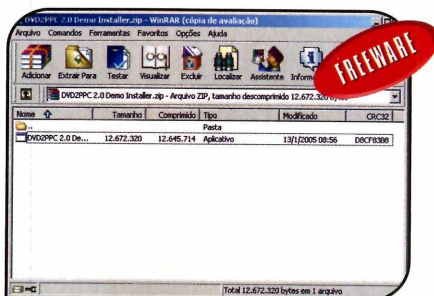 DVD2PPC 2.0 Demo Installer.zip - WinRAR (cópia de avaliação)
Arquivo Comandos Ferramentas Favoritos Opções Ajuda
Adicionar Extrair Para Testar Visualizar Excluir Localizar Assistente
FREEWARE
DVD2PPC 2.0 Demo Installer.zip - Arquivo ZIP, tamanho descomprimido 12.672.320
Nome Tamanho Comprimido Tipo Modificado CRC32
.. Pasta
DVD2PPC 2.0 De... 12.672.320 12.645.714 Aplicativo 13/1/2005 08:56 D8CF83B8
Total 12.672.320 bytes em 1 arquivo